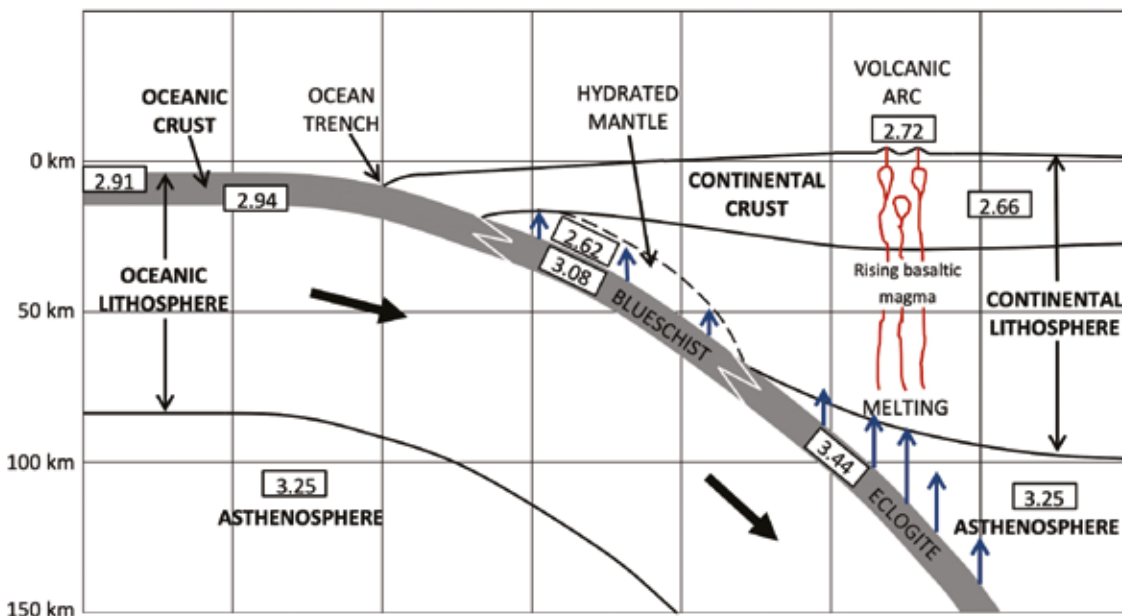 OCEANIC
CRUST
OCEAN
TRENCH
HYDRATED
MANTLE
VOLCANIC
ARC
2.72
0 km
2.91
2.94
CONTINENTAL
CRUST
2.66
2.62
3.08
OCEANIC
LITHOSPHERE
Rising basaltic
magma
CONTINENTAL
LITHOSPHERE
50 km
BLUESCHIST
MELTING
100 km
3.44
3.25
ASTHENOSPHERE
ECLOGITE
3.25
ASTHENOSPHERE
150 km